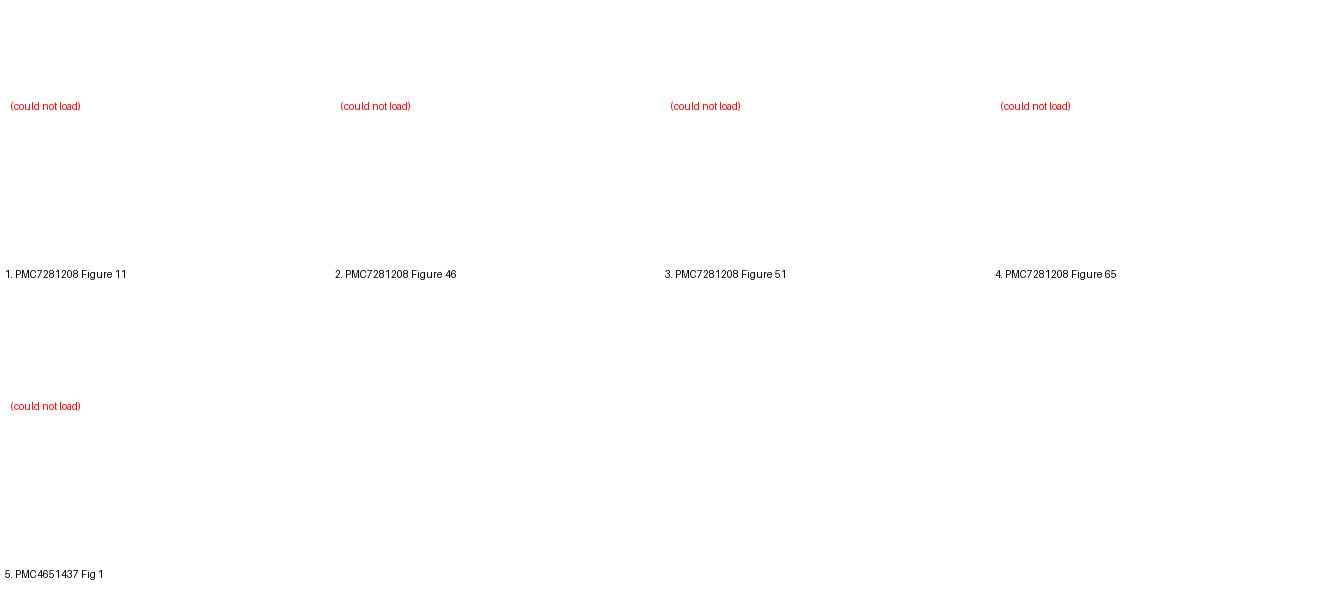 (could not load) (could not load) (could not load) (could not load)
1. PMC7281208 Figure 11 2. PMC7281208 Figure 46 3. PMC7281208 Figure 51 4. PMC7281208 Figure 65
(could not load)
5. PMC4651437 Fig 1